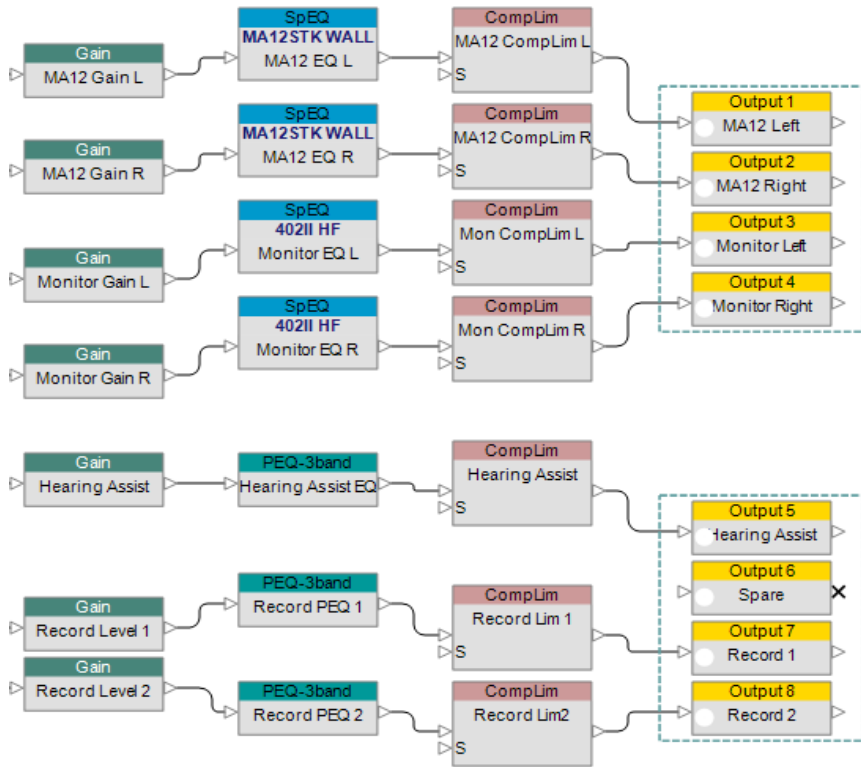 Gain
MA12 Gain L
SpEQ
MA12STK WALL
MA12 EQ L
CompLim
MA12 CompLim L
S
Output 1
MA12 Left
Gain
MA12 Gain R
SpEQ
MA12STK WALL
MA12 EQ R
CompLim
MA12 CompLim R
S
Output 2
MA12 Right
Gain
Monitor Gain L
SpEQ
402II HF
Monitor EQ L
CompLim
Mon CompLim L
S
Output 3
Monitor Left
Gain
Monitor Gain R
SpEQ
402II HF
Monitor EQ R
CompLim
Mon CompLim R
S
Output 4
Monitor Right
Gain
Hearing Assist
PEQ-3band
Hearing Assist EQ
CompLim
Hearing Assist
S
Output 5
Hearing Assist
Output 6
Spare
Gain
Record Level 1
PEQ-3band
Record PEQ 1
CompLim
Record Lim 1
S
Output 7
Record 1
Gain
Record Level 2
PEQ-3band
Record PEQ 2
CompLim
Record Lim2
S
Output 8
Record 2